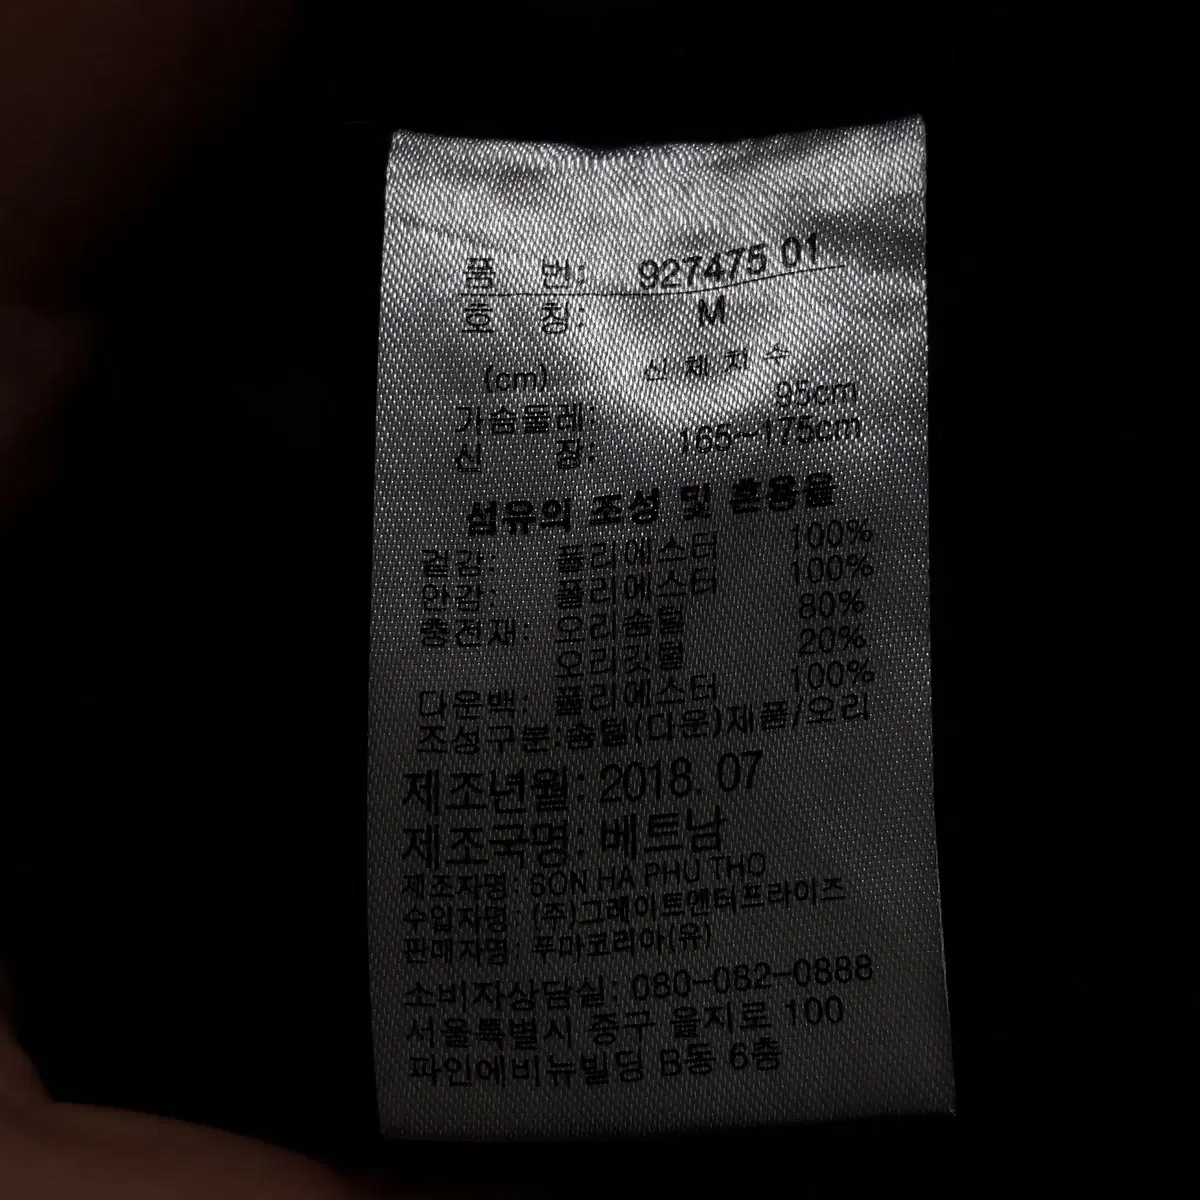 품 번: 927475 01
호 칭: M
(cm) 신 체 치 수
가슴둘레: 95cm
신 장: 165~175cm
섬유의 조성 및 혼용율
겉감: 폴리에스터 100%
안감: 폴리에스터 100%
충전재: 오리솜털 80%
오리깃털 20%
다운백: 폴리에스터 100%
조성구분:솜털(다운)제품/오리
제조년월: 2018. 07
제조국명: 베트남
제조자명: SON HA PHU THO
수입자명: (주)그레이트엔터프라이즈
판매자명: 푸마코리아(유)
소비자상담실: 080-082-0888
서울특별시 중구 을지로 100
파인에비뉴빌딩 B동 6층